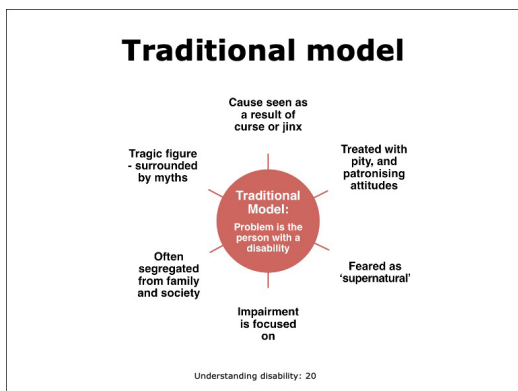 Traditional model
Cause seen as
a result of
curse or jinx
Treated with
pity, and
patronising
attitudes
Feared as
‘supernatural’
Impairment
is focused
on
Often
segregated
from family
and society
Tragic figure
- surrounded
by myths
Traditional
Model:
Problem is the
person with a
disability
Understanding disability: 20